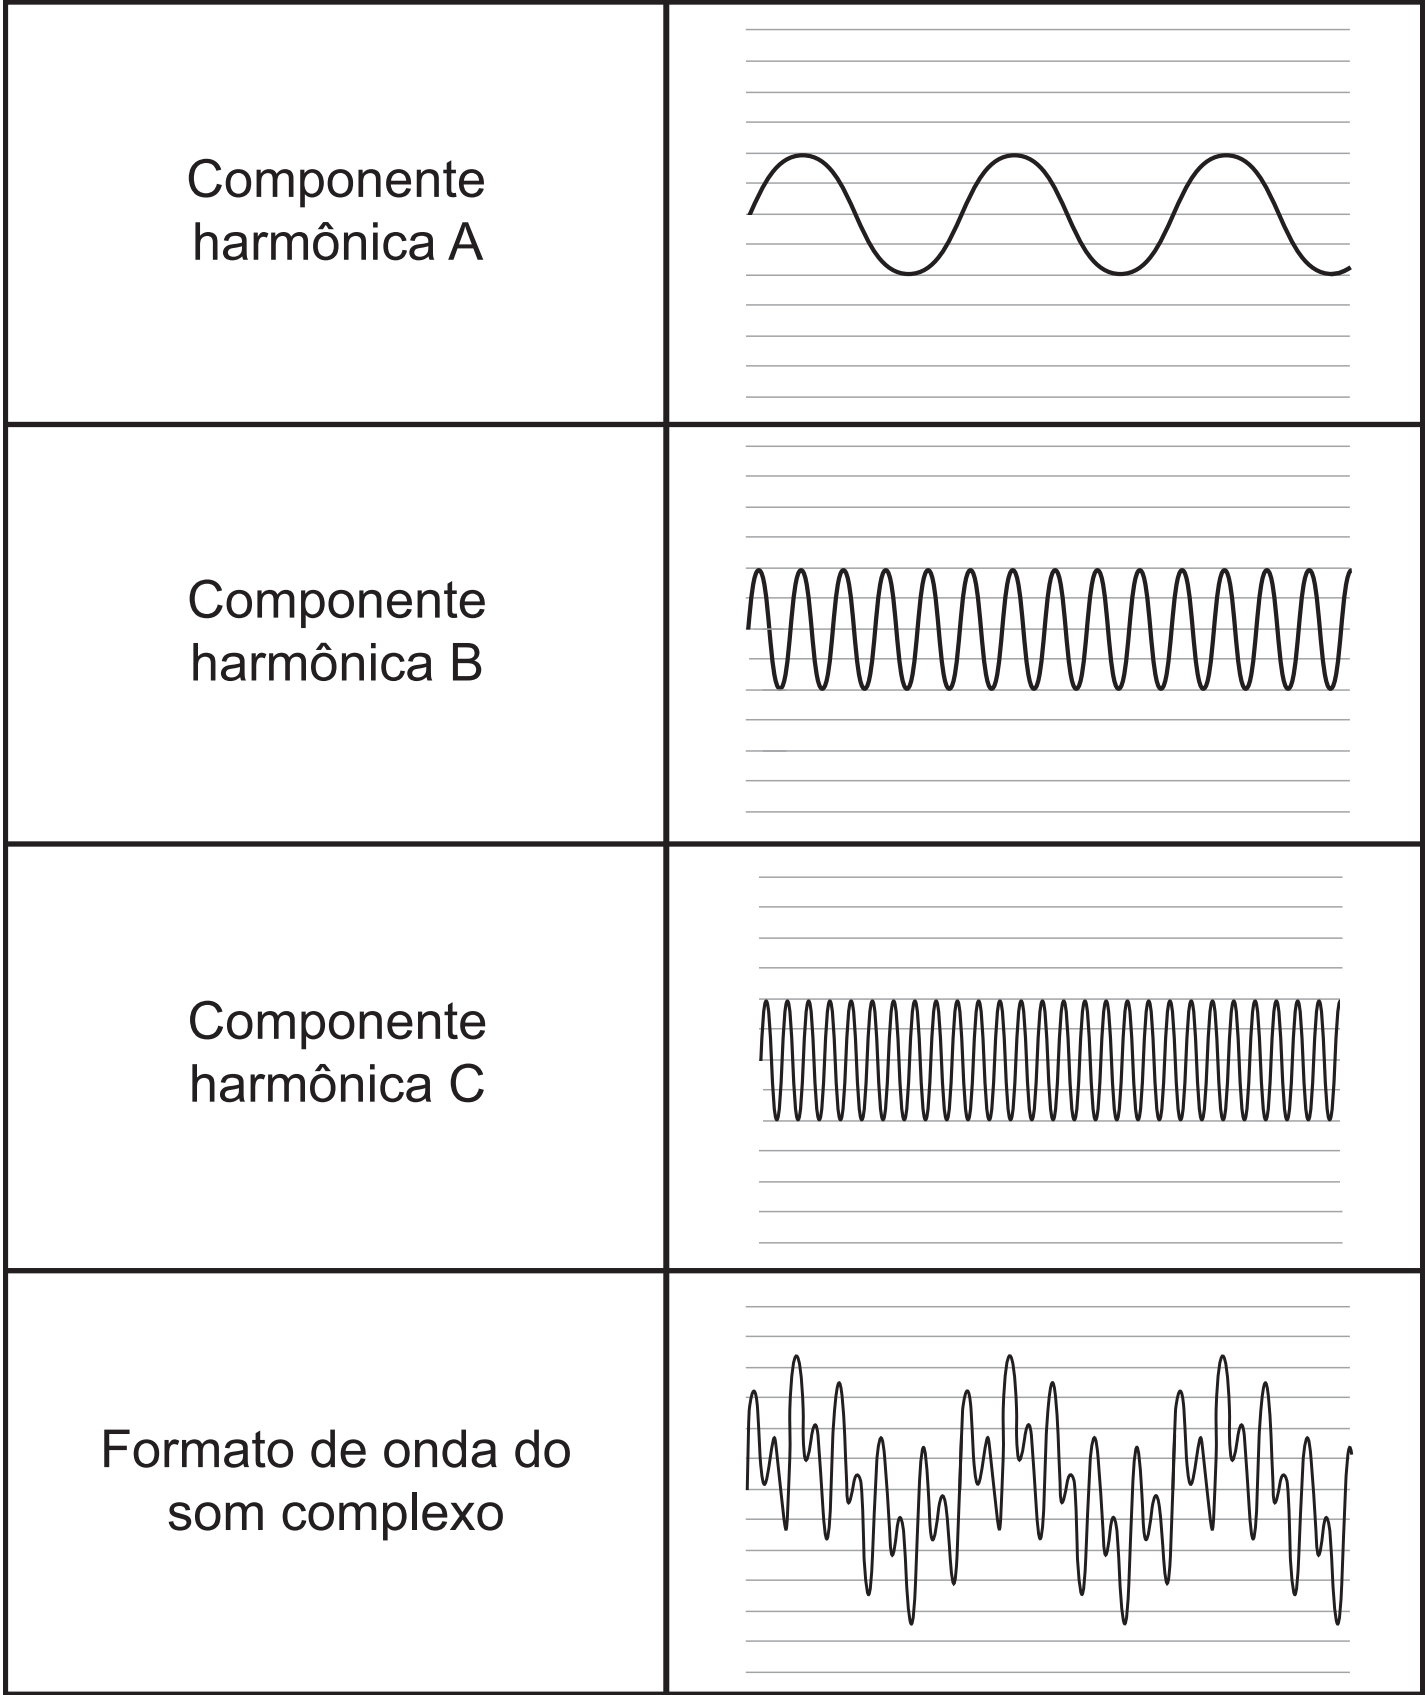 Componente
harmônica A
Componente
harmônica B
Componente
harmônica C
Formato de onda do
som complexo